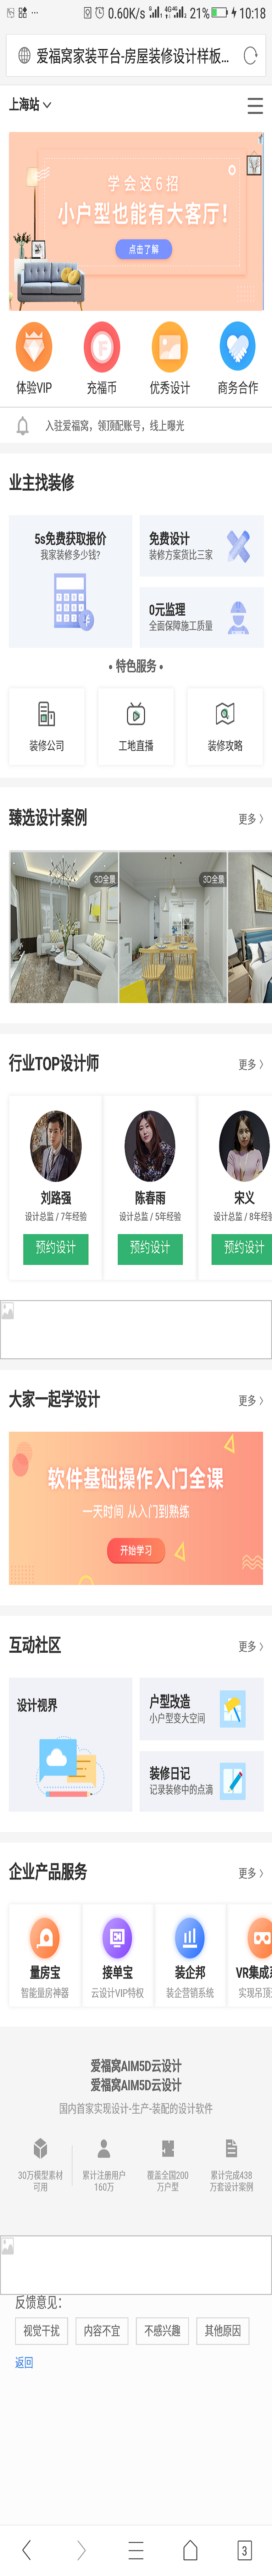 0.60K/s 4G 21% 10:18
爱福窝家装平台-房屋装修设计样板...
上海站
学会这6招
小户型也能有大客厅!
点击了解
体验VIP 充福币 优秀设计 商务合作
入驻爱福窝，领顶配账号，线上曝光
业主找装修
5s免费获取报价
我家装修多少钱?
免费设计
装修方案货比三家
0元监理
全面保障施工质量
• 特色服务 •
装修公司 工地直播 装修攻略
臻选设计案例 更多
3D全景 3D全景
行业TOP设计师 更多
刘路强 陈春雨 宋义
设计总监 / 7年经验 设计总监 / 5年经验 设计总监 / 8年经验
预约设计 预约设计 预约设计
大家一起学设计 更多
软件基础操作入门全课
一天时间 从入门到熟练
开始学习
互动社区 更多
设计视界
户型改造
小户型变大空间
装修日记
记录装修中的点滴
企业产品服务 更多
量房宝 接单宝 装企邦 VR集成系
智能量房神器 云设计VIP特权 装企营销系统 实现吊顶
爱福窝AIM5D云设计
爱福窝AIM5D云设计
国内首家实现设计-生产-装配的设计软件
30万模型素材 累计注册用户 覆盖全国200 累计完成438
可用 160万 万户型 万套设计案例
反馈意见：
视觉干扰 内容不宜 不感兴趣 其他原因
返回
3